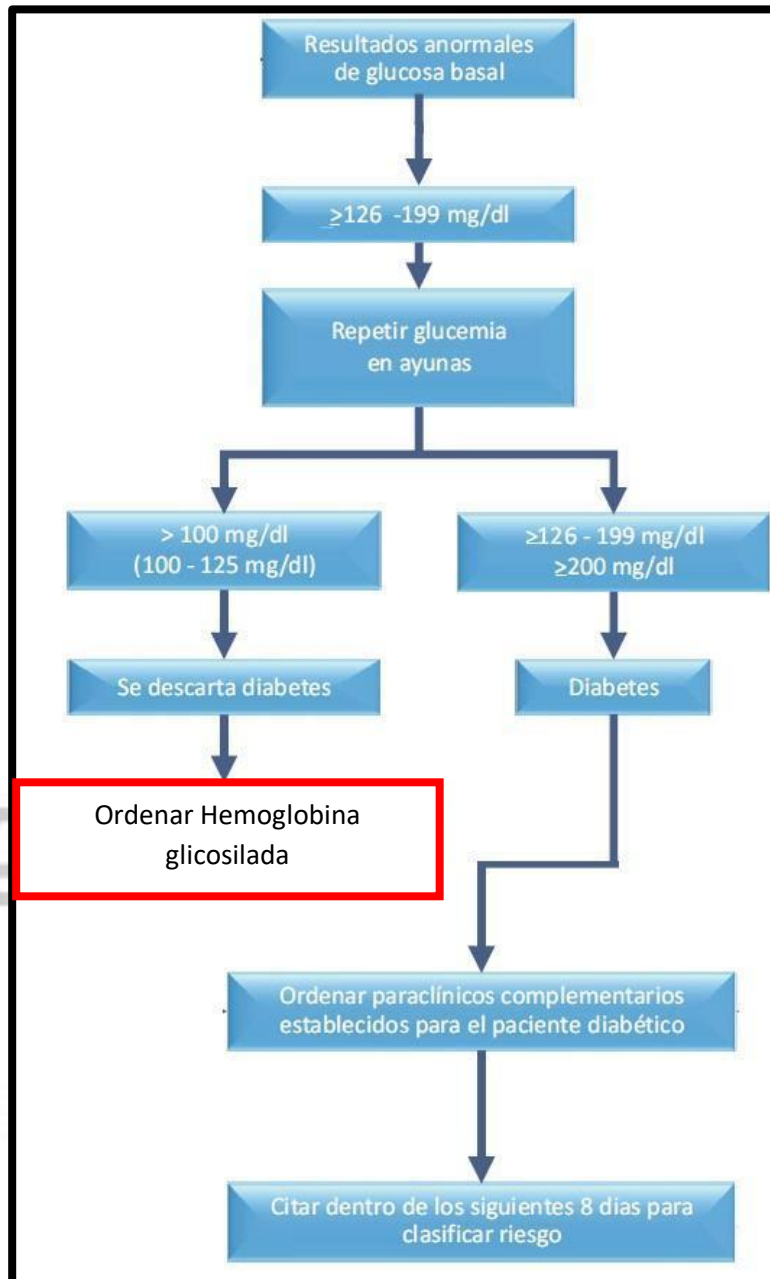 Resultados anormales
de glucosa basal
≥126 -199 mg/dl
Repetir glucemia
en ayunas
> 100 mg/dl
(100 - 125 mg/dl)
≥126 - 199 mg/dl
≥200 mg/dl
Se descarta diabetes
Diabetes
Ordenar Hemoglobina
glicosilada
Ordenar paraclínicos complementarios
establecidos para el paciente diabético
Citar dentro de los siguientes 8 dias para
clasificar riesgo